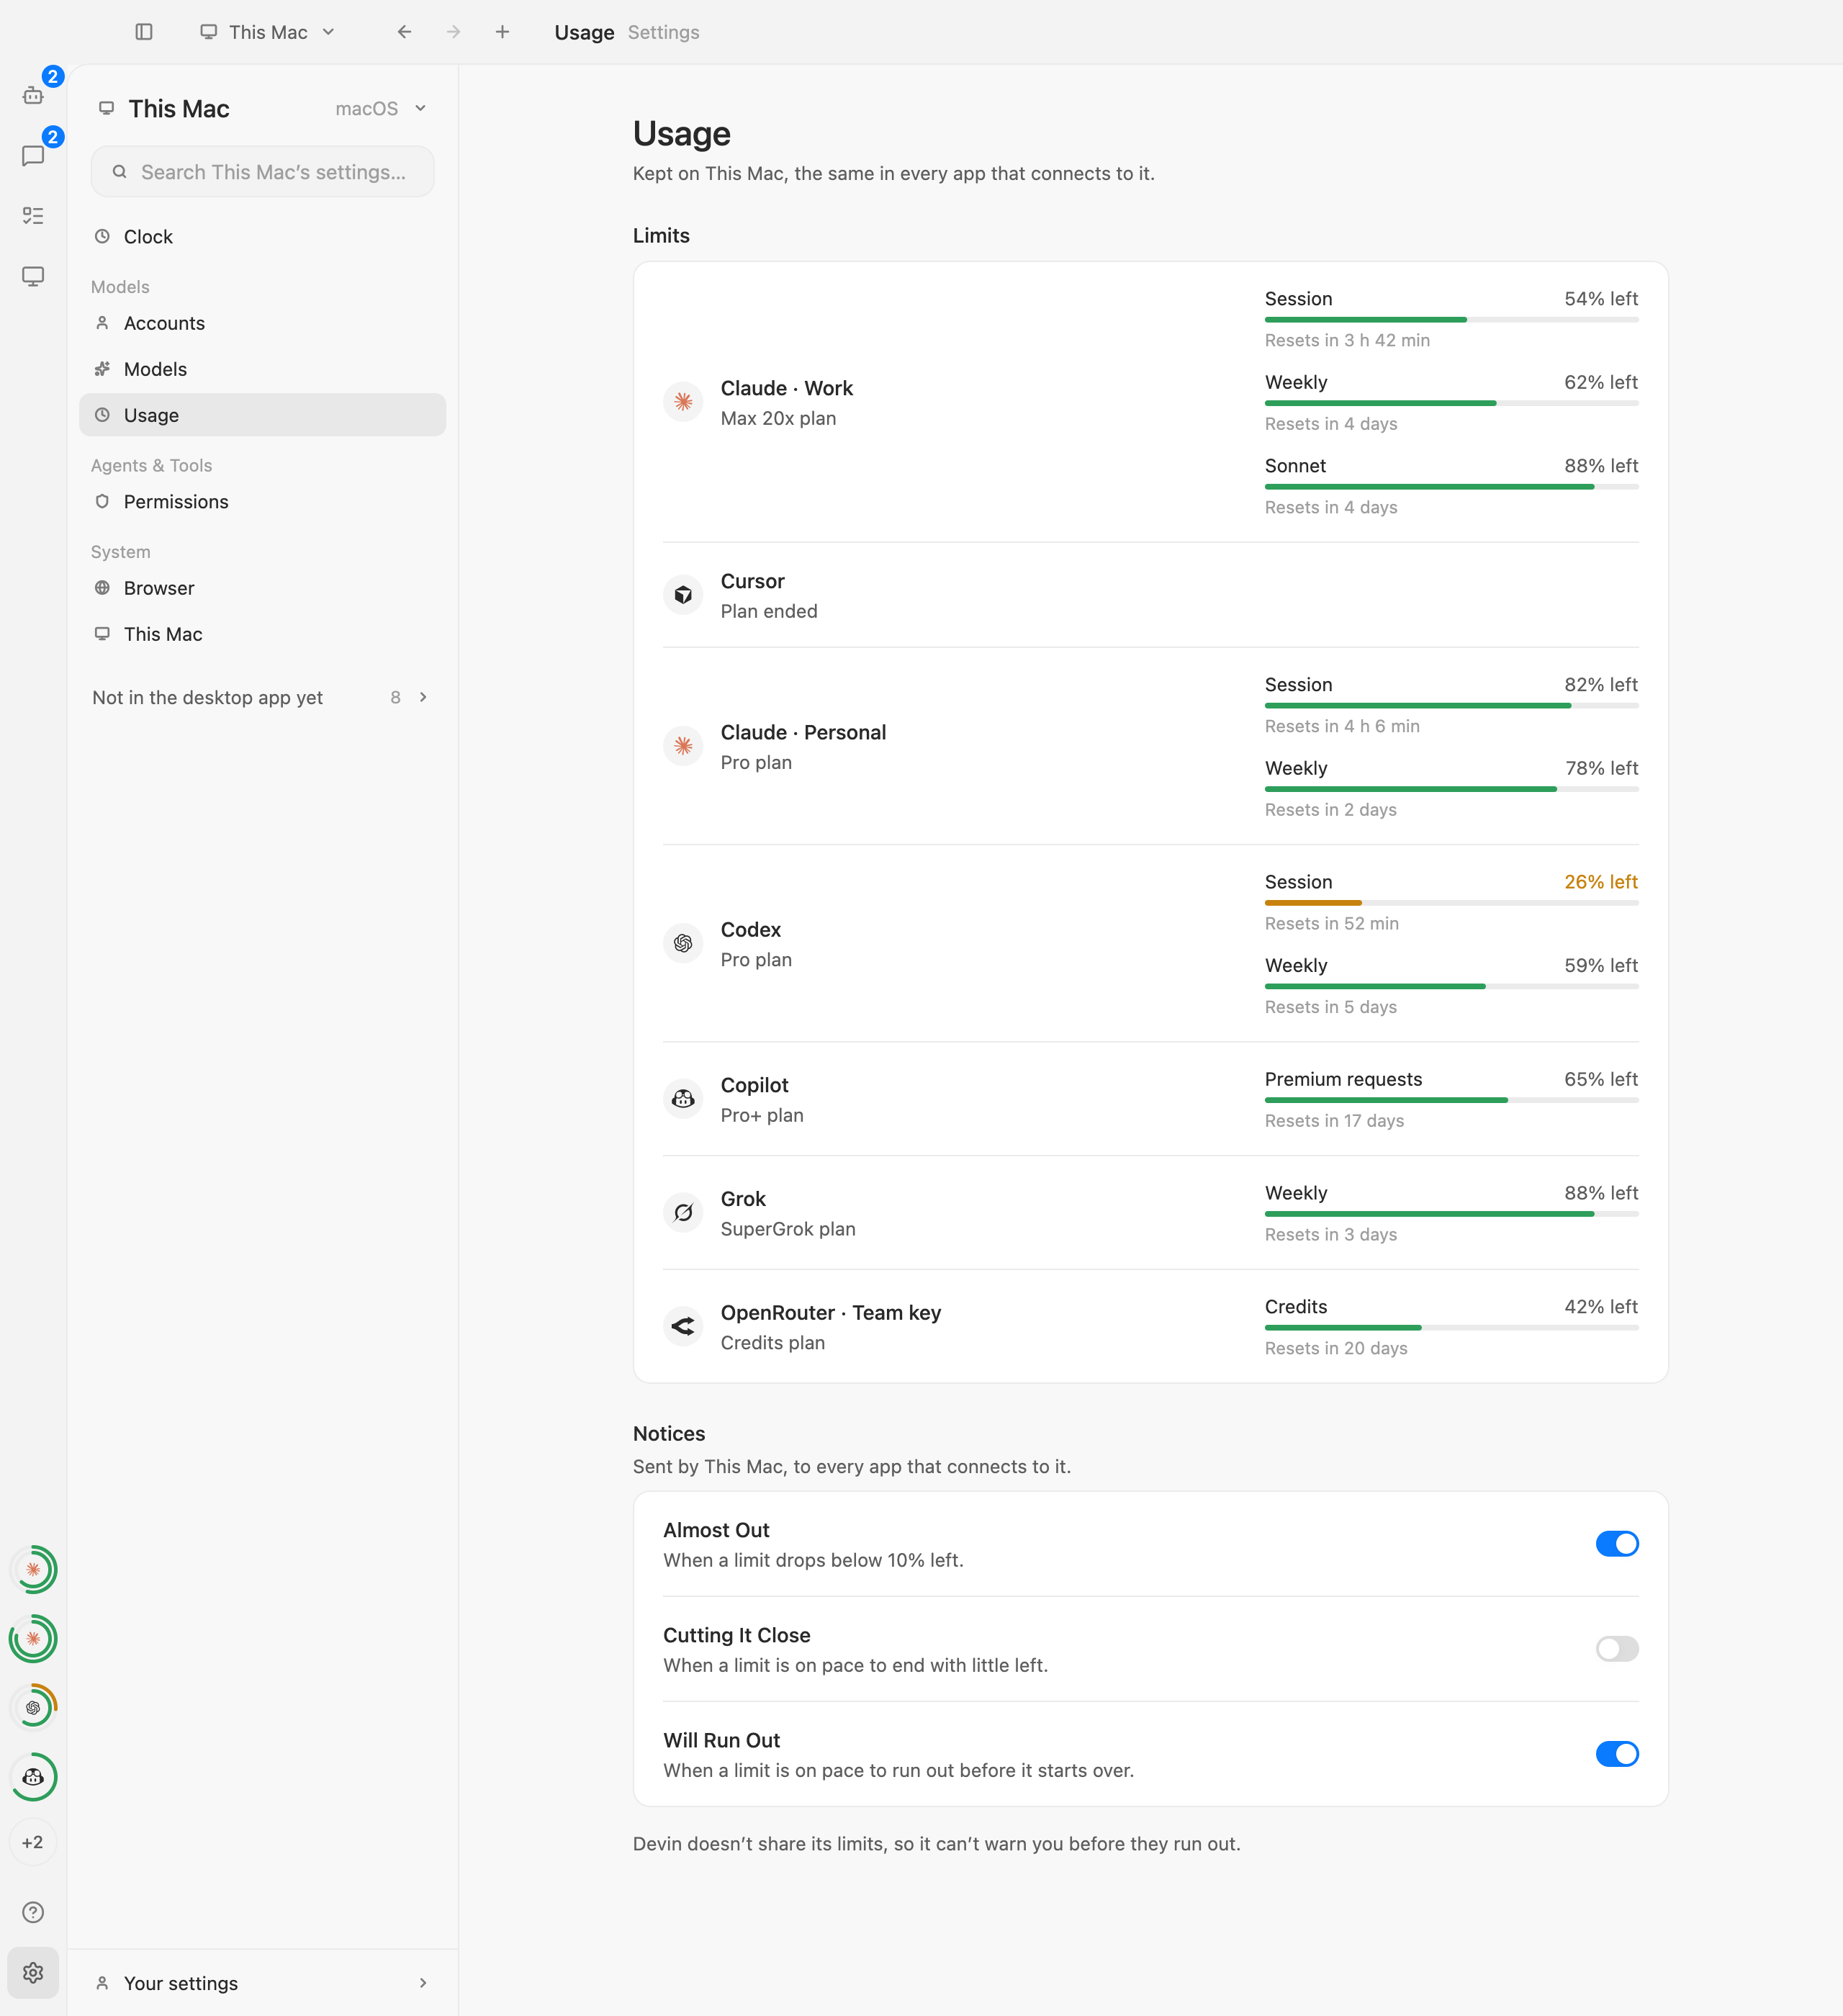 This Mac
Usage Settings
2
2
This Mac macOS
Search This Mac’s settings...
Clock
Models
Accounts
Models
Usage
Agents & Tools
Permissions
System
Browser
This Mac
Not in the desktop app yet 8
+2
Your settings
Usage
Kept on This Mac, the same in every app that connects to it.
Limits
Claude · Work
Max 20x plan
Session 54% left
Resets in 3 h 42 min
Weekly 62% left
Resets in 4 days
Sonnet 88% left
Resets in 4 days
Cursor
Plan ended
Claude · Personal
Pro plan
Session 82% left
Resets in 4 h 6 min
Weekly 78% left
Resets in 2 days
Codex
Pro plan
Session 26% left
Resets in 52 min
Weekly 59% left
Resets in 5 days
Copilot
Pro+ plan
Premium requests 65% left
Resets in 17 days
Grok
SuperGrok plan
Weekly 88% left
Resets in 3 days
OpenRouter · Team key
Credits plan
Credits 42% left
Resets in 20 days
Notices
Sent by This Mac, to every app that connects to it.
Almost Out
When a limit drops below 10% left.
Cutting It Close
When a limit is on pace to end with little left.
Will Run Out
When a limit is on pace to run out before it starts over.
Devin doesn’t share its limits, so it can’t warn you before they run out.